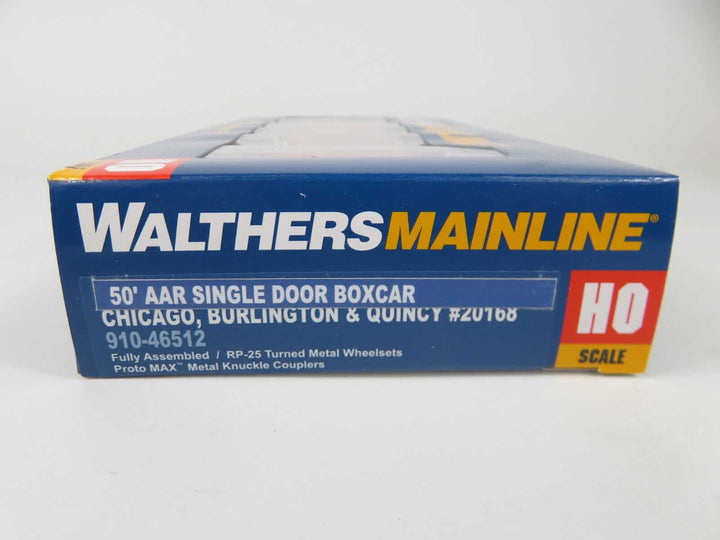 HO
WALTHERSMAINLINE®
50' AAR SINGLE DOOR BOXCAR
CHICAGO, BURLINGTON & QUINCY #20168
910-46512
Fully Assembled / RP-25 Turned Metal Wheelsets
Proto MAX™ Metal Knuckle Couplers
HO
SCALE